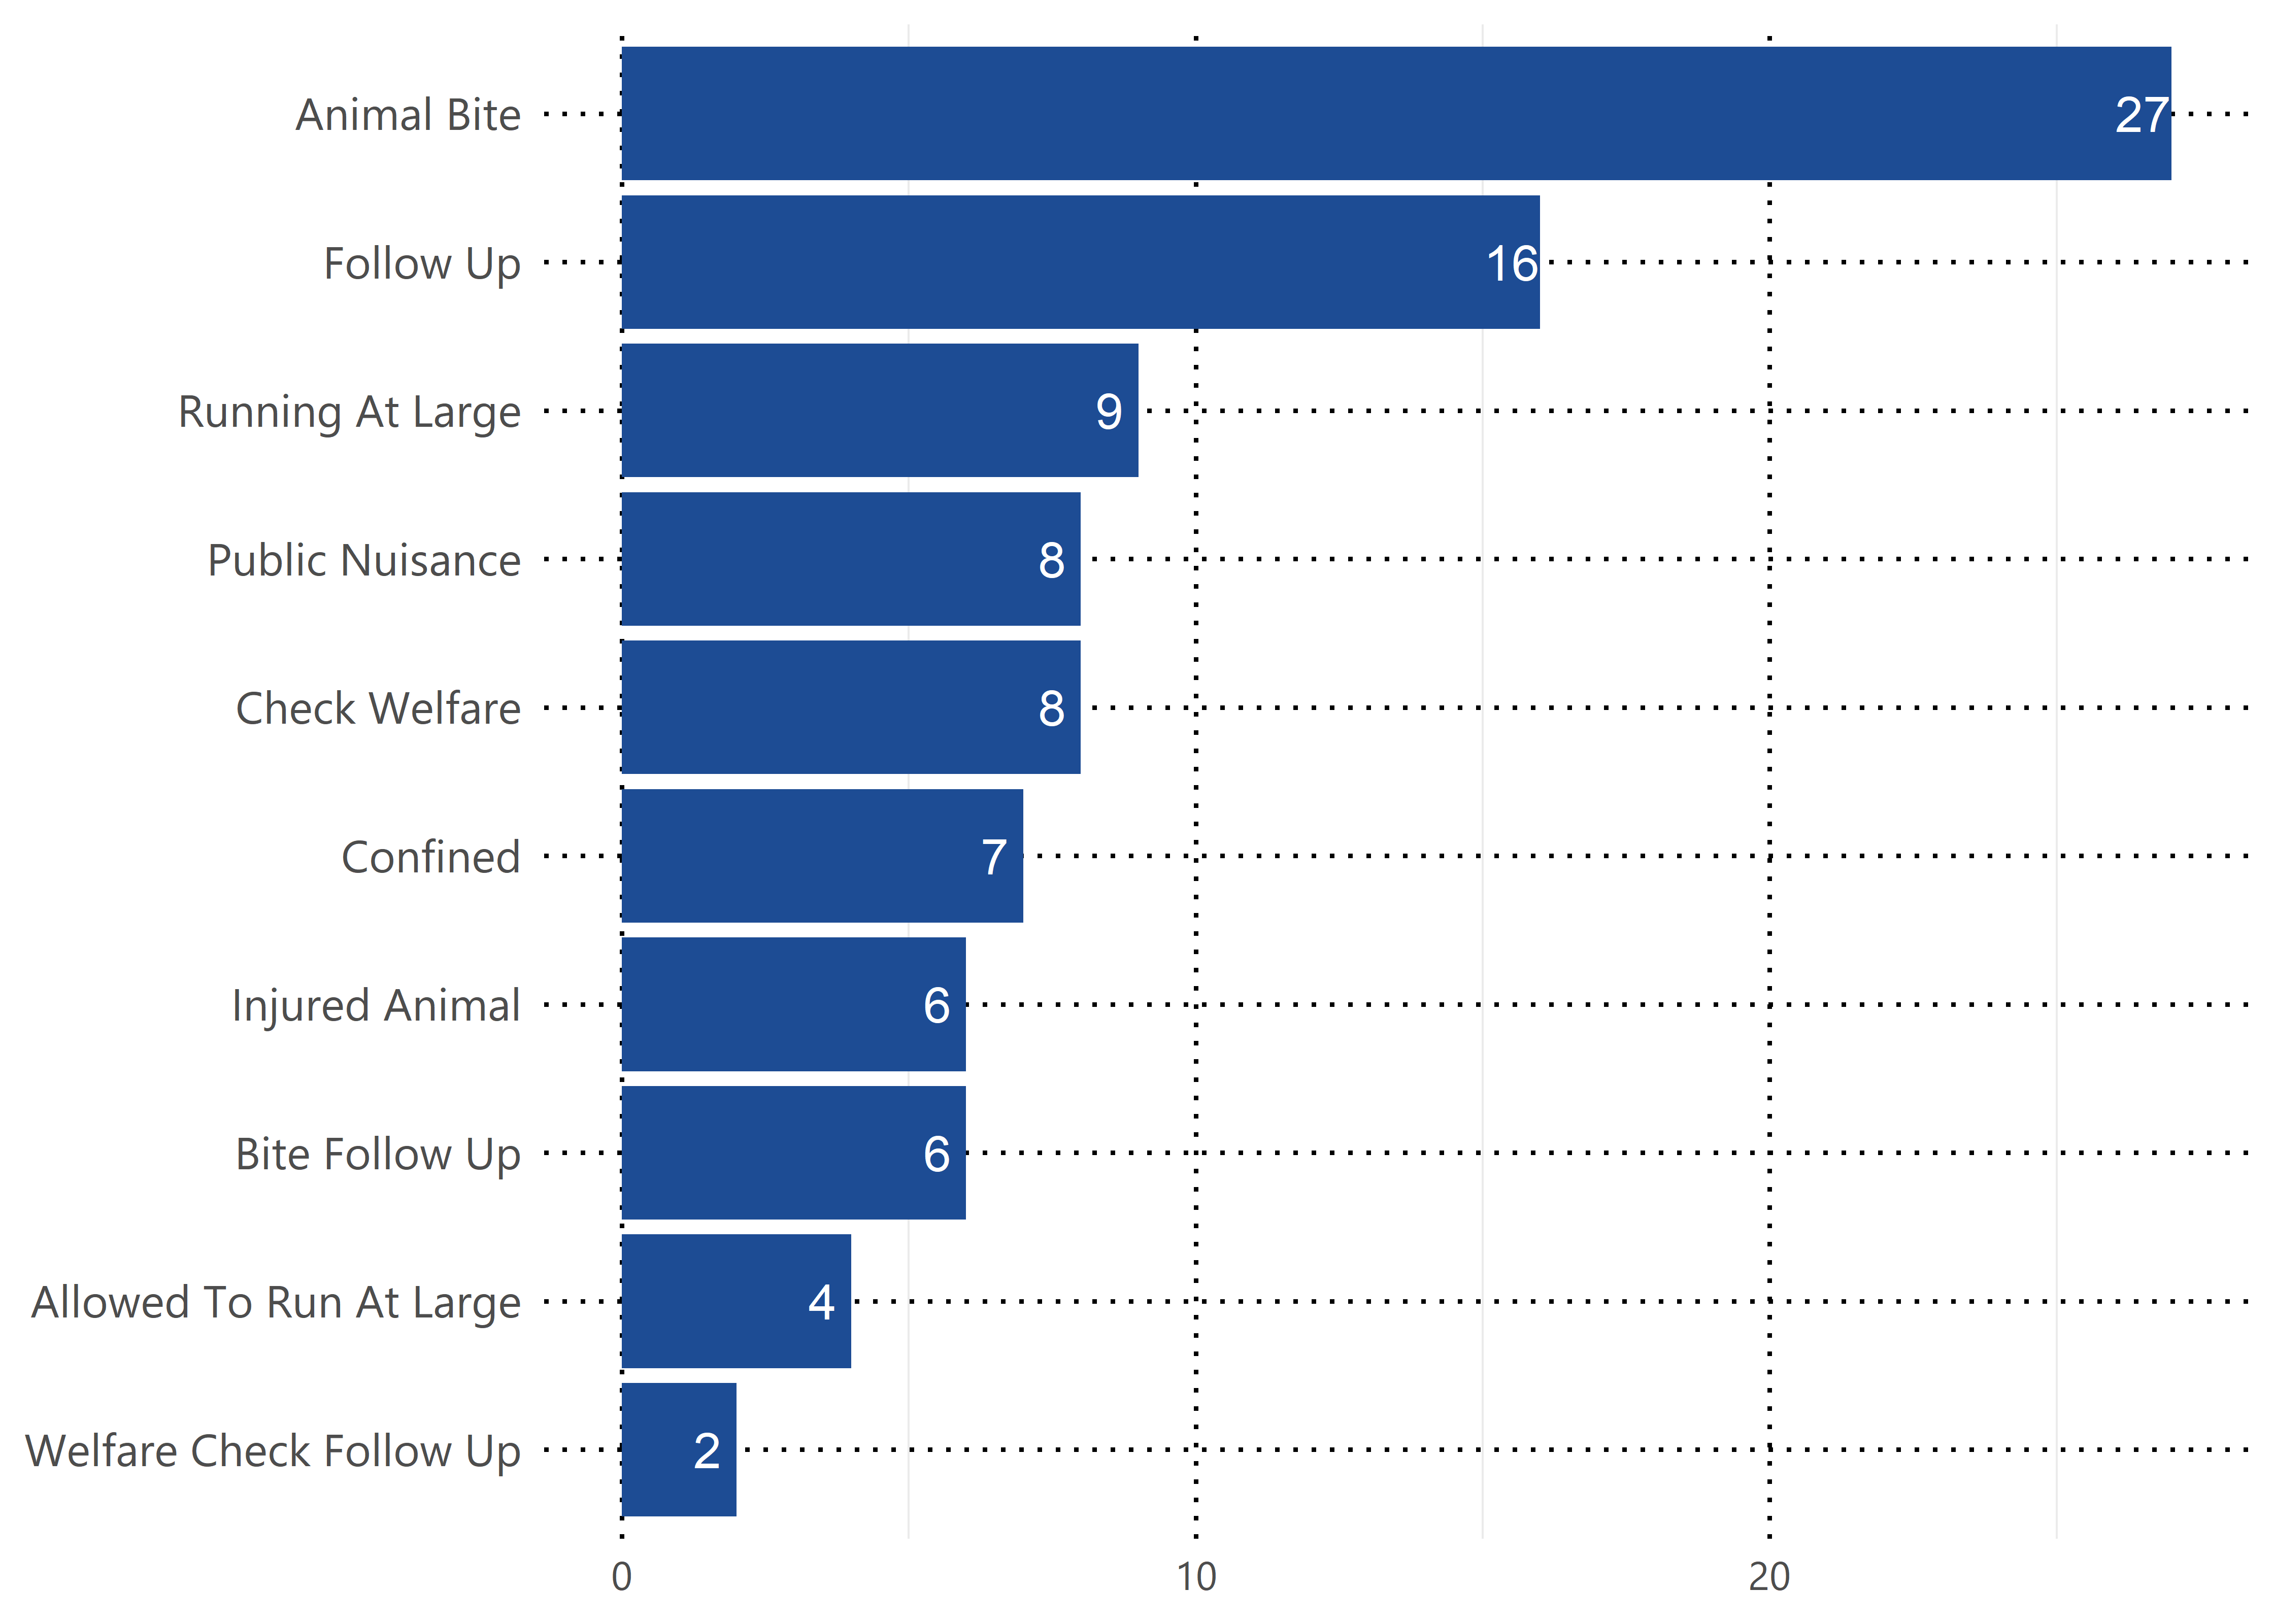 Animal Bite 27
Follow Up 16
Running At Large 9
Public Nuisance 8
Check Welfare 8
Confined 7
Injured Animal 6
Bite Follow Up 6
Allowed To Run At Large 4
Welfare Check Follow Up 2
0 10 20